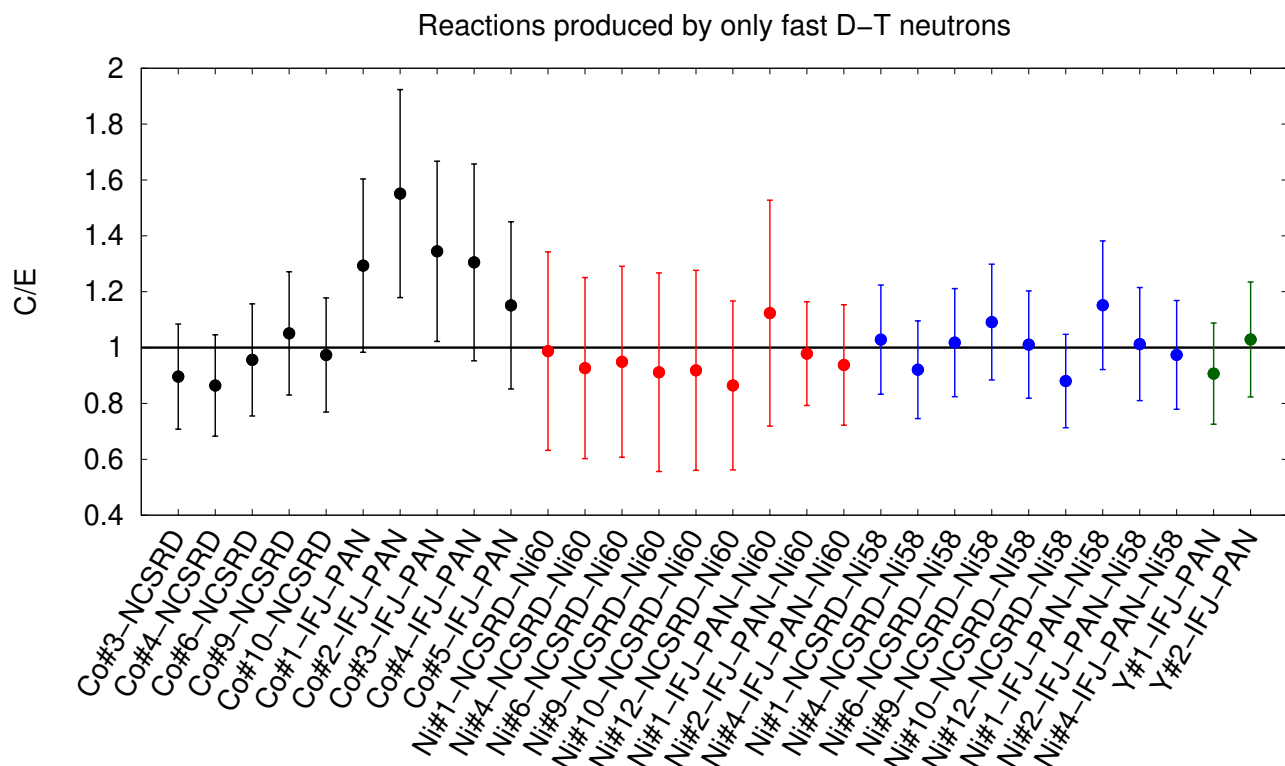 Reactions produced by only fast D−T neutrons
C/E
2
1.8
1.6
1.4
1.2
1
0.8
0.6
0.4
Co#3−NCSRD
Co#4−NCSRD
Co#6−NCSRD
Co#9−NCSRD
Co#10−NCSRD
Co#1−IFJ−PAN
Co#2−IFJ−PAN
Co#3−IFJ−PAN
Co#4−IFJ−PAN
Co#5−IFJ−PAN
Ni#1−NCSRD−Ni60
Ni#4−NCSRD−Ni60
Ni#6−NCSRD−Ni60
Ni#9−NCSRD−Ni60
Ni#10−NCSRD−Ni60
Ni#12−NCSRD−Ni60
Ni#1−IFJ−PAN−Ni60
Ni#2−IFJ−PAN−Ni60
Ni#4−IFJ−PAN−Ni60
Ni#1−NCSRD−Ni58
Ni#4−NCSRD−Ni58
Ni#6−NCSRD−Ni58
Ni#9−NCSRD−Ni58
Ni#10−NCSRD−Ni58
Ni#12−NCSRD−Ni58
Ni#1−IFJ−PAN−Ni58
Ni#2−IFJ−PAN−Ni58
Ni#4−IFJ−PAN−Ni58
Y#1−IFJ−PAN
Y#2−IFJ−PAN